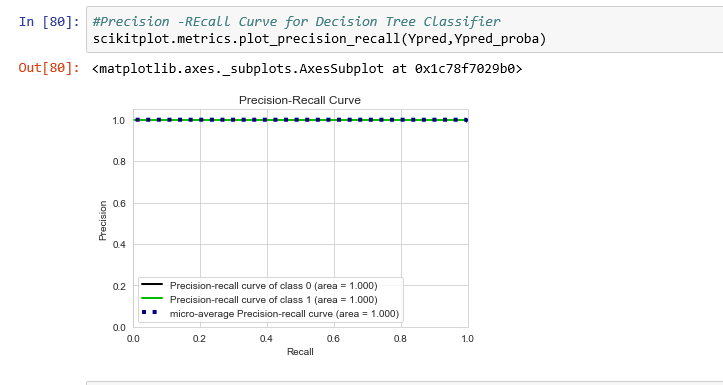 In [80]: #Precision -REcall Curve for Decision Tree Classifier
scikitplot.metrics.plot_precision_recall(Ypred,Ypred_proba)
Out[80]: <matplotlib.axes._subplots.AxesSubplot at 0x1c78f7029b0>
Precision-Recall Curve
1.0
0.8
0.6
0.4
0.2
0.0
Precision
Precision-recall curve of class 0 (area = 1.000)
Precision-recall curve of class 1 (area = 1.000)
micro-average Precision-recall curve (area = 1.000)
0.0 0.2 0.4 0.6 0.8 1.0
Recall